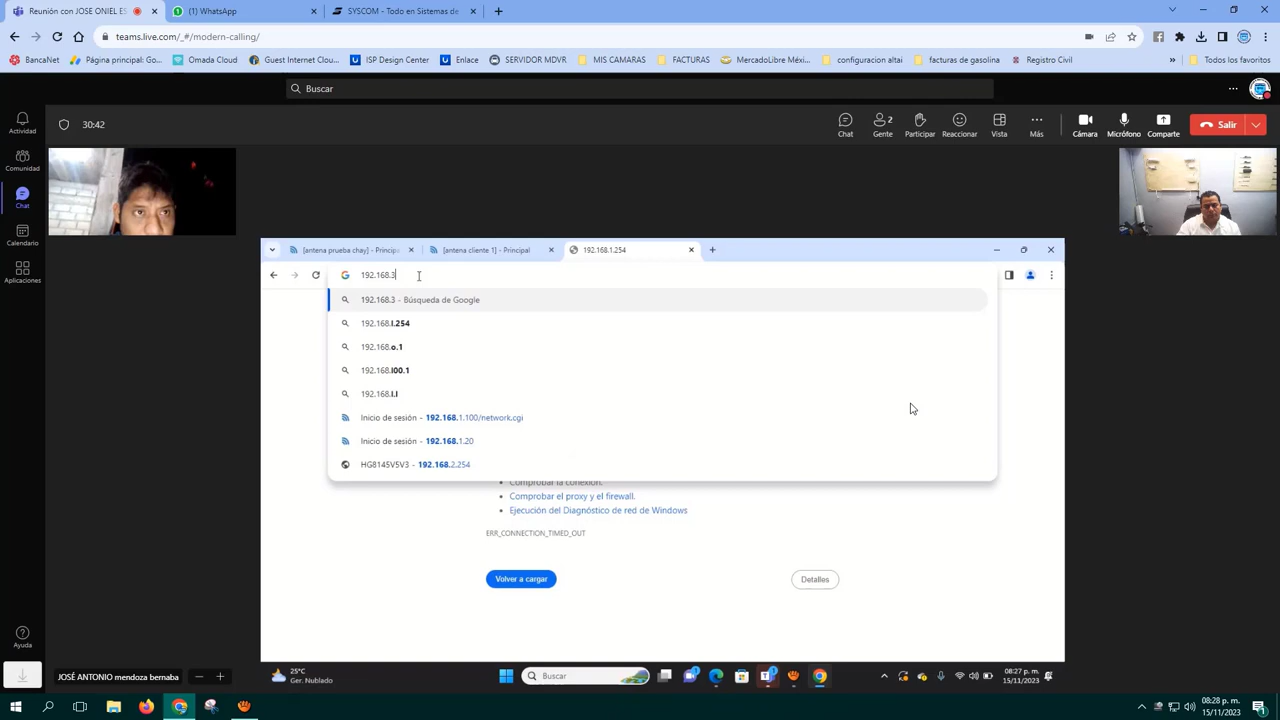 Reunión con JOSE ONIEL ES
(1) WhatsApp
SYSCOM - Todo en Sistemas de
teams.live.com/_#/modern-calling/
BancaNet
Página principal: Go...
Omada Cloud
Guest Internet Clou...
ISP Design Center
Enlace
SERVIDOR MDVR
MIS CAMARAS
FACTURAS
MercadoLibre Méxi...
configuracion altai
facturas de gasolina
Registro Civil
»
Todos los favoritos
Buscar
30:42
Actividad
Comunidad
Chat
Calendario
Aplicaciones
Ayuda
Chat
Gente
2
Participar
Reaccionar
Vista
Más
Cámara
Micrófono
Comparte
Salir
[antena prueba chay] - Principa
[antena cliente 1] - Principal
192.168.1.254
192.168.3
192.168.3 - Búsqueda de Google
192.168.l.254
192.168.o.1
192.168.l00.1
192.168.l.l
Inicio de sesión - 192.168.1.100/network.cgi
Inicio de sesión - 192.168.1.20
HG8145V5V3 - 192.168.2.254
Comprobar la conexión.
Comprobar el proxy y el firewall.
Ejecución del Diagnóstico de red de Windows
ERR_CONNECTION_TIMED_OUT
Volver a cargar
Detalles
25°C
Ger. Nublado
Buscar
08:27 p.m.
15/11/2023
JOSÉ ANTONIO mendoza bernaba
08:28 p. m.
15/11/2023